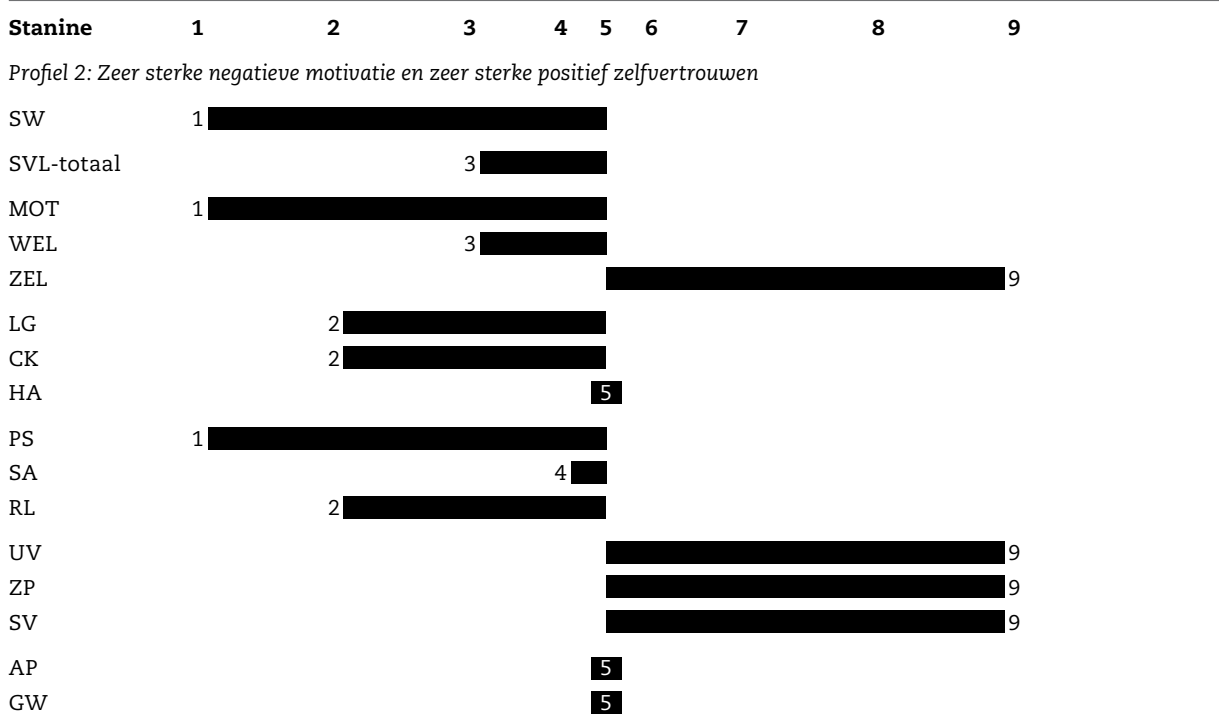 Stanine 1 2 3 4 5 6 7 8 9
Profiel 2: Zeer sterke negatieve motivatie en zeer sterke positief zelfvertrouwen
SW 1
SVL-totaal 3
MOT 1
WEL 3
ZEL 9
LG 2
CK 2
HA 5
PS 1
SA 4
RL 2
UV 9
ZP 9
SV 9
AP 5
GW 5